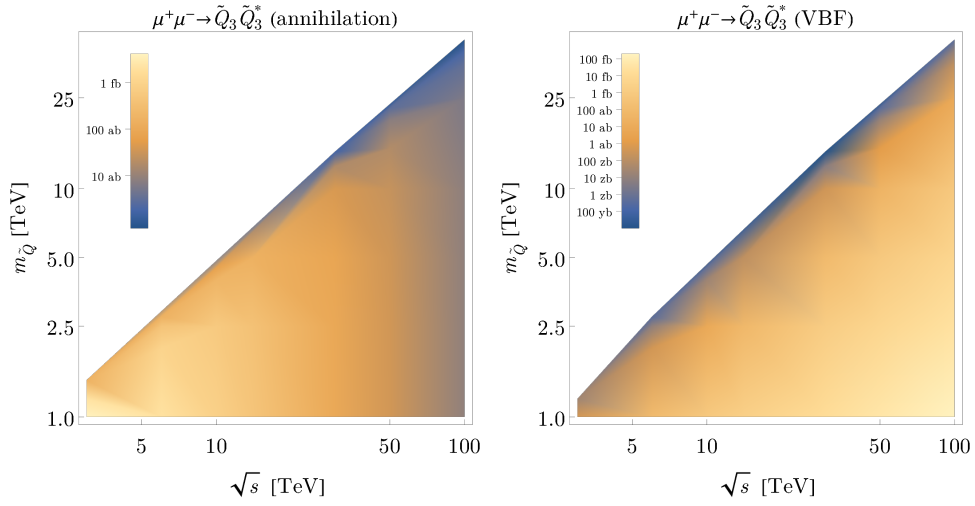 μ⁺μ⁻→Q̃₃Q̃₃* (annihilation)
1 fb
100 ab
10 ab
25
10
5.0
2.5
1.0
m_Q̃ [TeV]
5
10
50
100
√s [TeV]
μ⁺μ⁻→Q̃₃Q̃₃* (VBF)
100 fb
10 fb
1 fb
100 ab
10 ab
1 ab
100 zb
10 zb
1 zb
100 yb
25
10
5.0
2.5
1.0
m_Q̃ [TeV]
5
10
50
100
√s [TeV]